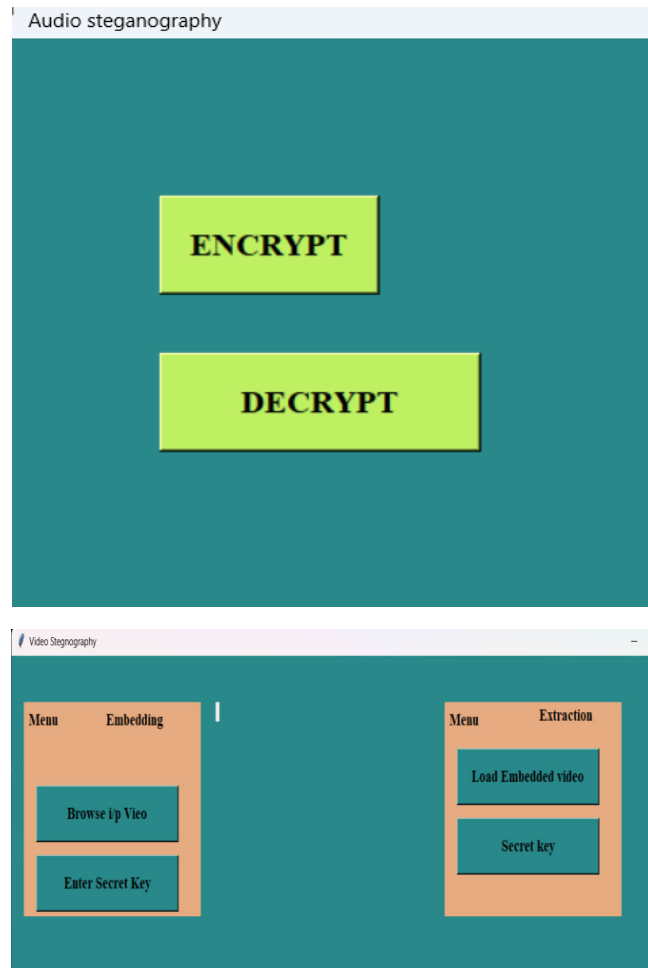 Audio steganography
ENCRYPT
DECRYPT
Video Stegnography
Menu Embedding
Browse i/p Vieo
Enter Secret Key
Menu Extraction
Load Embedded video
Secret key